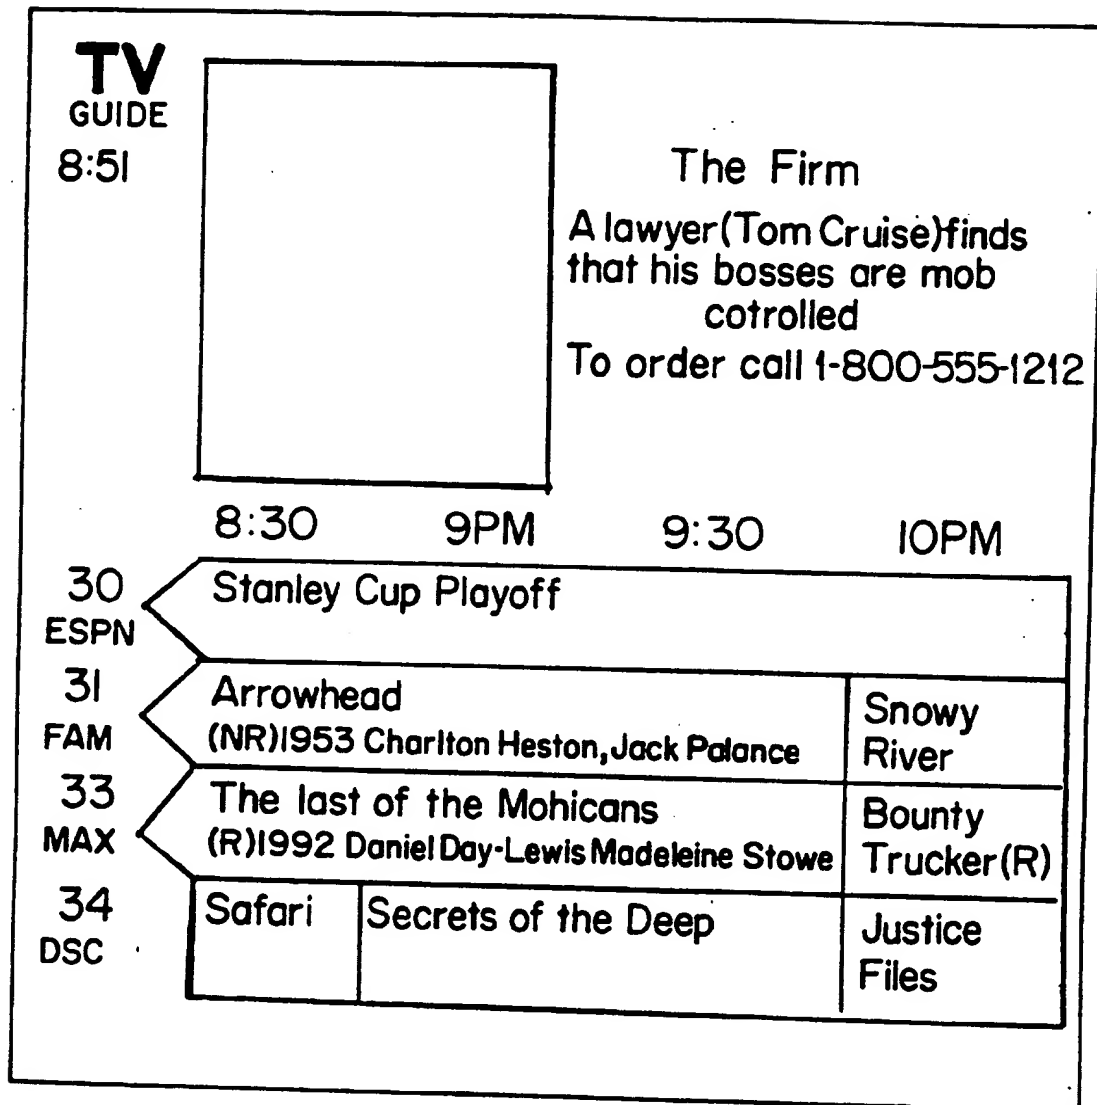 TV
GUIDE
8:51
The Firm
A lawyer(Tom Cruise)finds
that his bosses are mob
cotrolled
To order call 1-800-555-1212
8:30 9PM 9:30 10PM
30
ESPN
Stanley Cup Playoff
31
FAM
Arrowhead
(NR)1953 Charlton Heston, Jack Palance
Snowy
River
33
MAX
The last of the Mohicans
(R)1992 Daniel Day-Lewis Madeleine Stowe
Bounty
Trucker(R)
34
DSC
Safari
Secrets of the Deep
Justice
Files